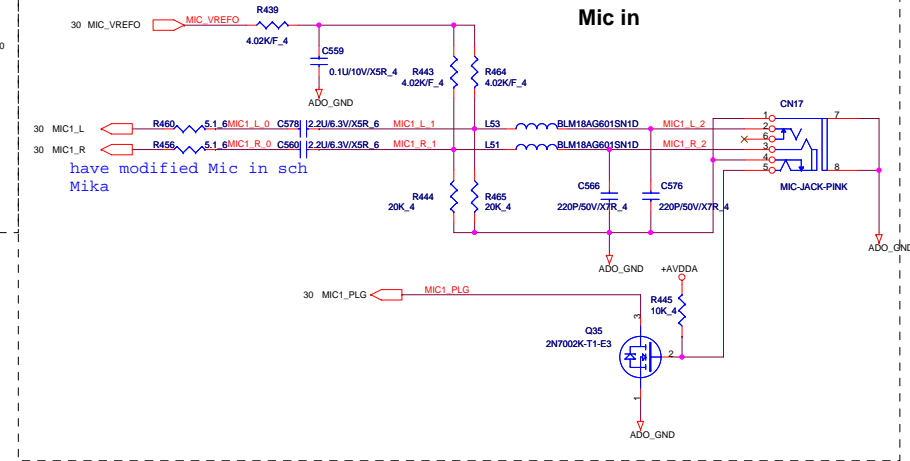 Mic in
R439
30 MIC_VREFO
MIC_VREFO
4.02K/F_4
C559
0.1U/10V/X5R_4
ADO_GND
R443
4.02K/F_4
R464
4.02K/F_4
CN17
1
2
6
3
4
5
7
8
MIC-JACK-PINK
30 MIC1_L
R460
5.1_6
MIC1_L_0
C578
2.2U/6.3V/X5R_6
MIC1_L_1
L53
BLM18AG601SN1D
MIC1_L_2
30 MIC1_R
R456
5.1_6
MIC1_R_0
C560
2.2U/6.3V/X5R_6
MIC1_R_1
L51
BLM18AG601SN1D
MIC1_R_2
have modified Mic in sch
Mika
R444
20K_4
R465
20K_4
C566
220P/50V/X7R_4
C576
220P/50V/X7R_4
ADO_GND
ADO_GND
+AVDDA
30 MIC1_PLG
MIC1_PLG
R445
10K_4
Q35
2N7002K-T1-E3
3
2
1
ADO_GND
0